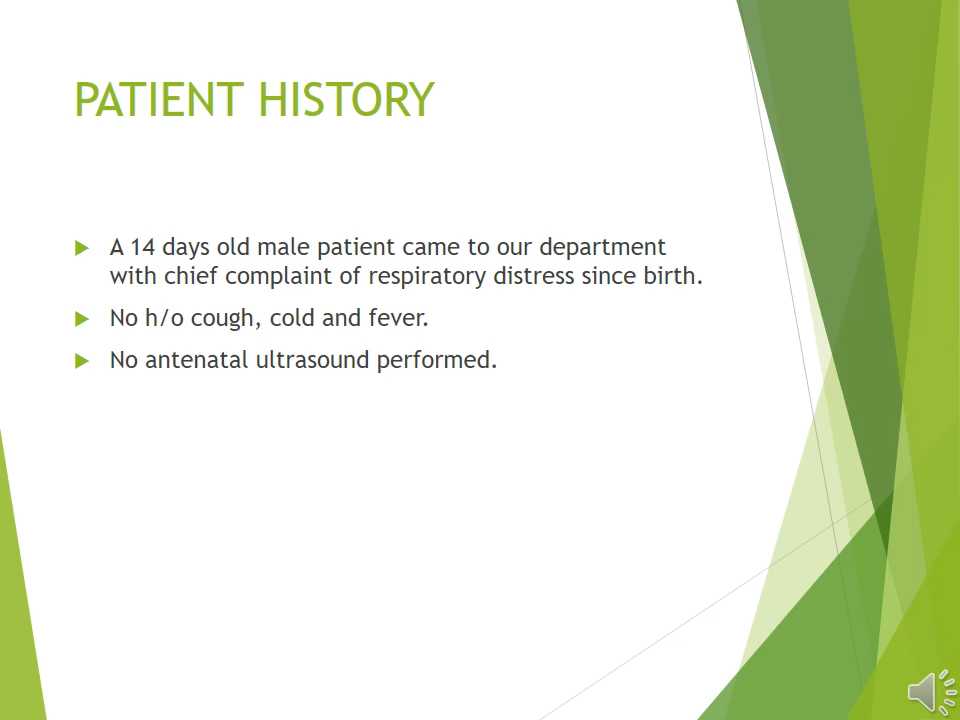 PATIENT HISTORY
A 14 days old male patient came to our department
with chief complaint of respiratory distress since birth.
No h/o cough, cold and fever.
No antenatal ultrasound performed.